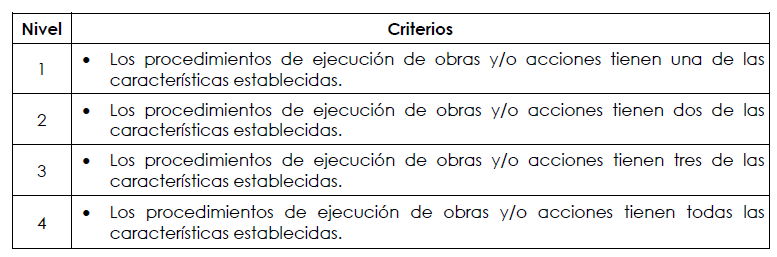 Nivel Criterios
1 • Los procedimientos de ejecución de obras y/o acciones tienen una de las
características establecidas.
2 • Los procedimientos de ejecución de obras y/o acciones tienen dos de las
características establecidas.
3 • Los procedimientos de ejecución de obras y/o acciones tienen tres de las
características establecidas.
4 • Los procedimientos de ejecución de obras y/o acciones tienen todas las
características establecidas.